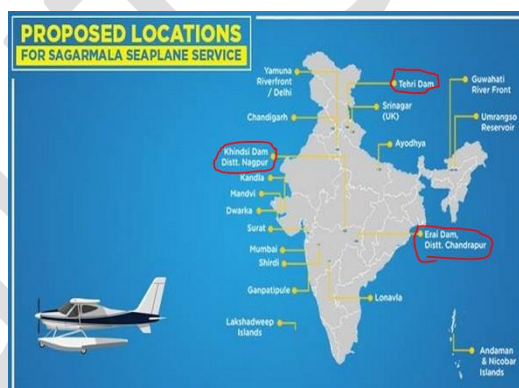 PROPOSED LOCATIONS
FOR SAGARMALA SEAPLANE SERVICE
Yamuna
Riverfront
/ Delhi
Tehri Dam
Guwahati
River Front
Chandigarh
Srinagar
(UK)
Umrangso
Reservoir
Khindsi Dam
Distt. Nagpur
Ayodhya
Kandla
Mandvi
Dwarka
Surat
Erai Dam,
Distt. Chandrapur
Mumbai
Shirdi
Ganpatipule
Lonavla
Lakshadweep
Islands
Andaman
& Nicobar
Islands